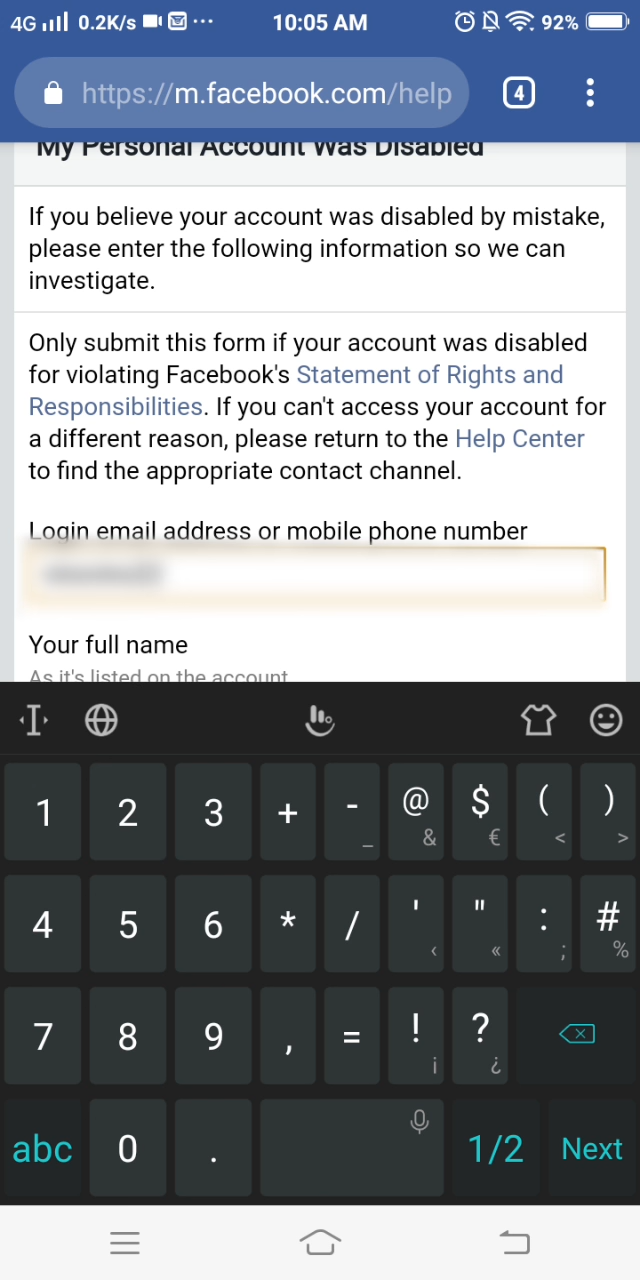 4G 0.2K/s ... 10:05 AM 92%
https://m.facebook.com/help 4
My Personal Account Was Disabled
If you believe your account was disabled by mistake,
please enter the following information so we can
investigate.
Only submit this form if your account was disabled
for violating Facebook's Statement of Rights and
Responsibilities. If you can't access your account for
a different reason, please return to the Help Center
to find the appropriate contact channel.
Login email address or mobile phone number
Your full name
As it's listed on the account
1 2 3 + - _ @ & $ € ( < ) >
4 5 6 * / ' ‹ " « : ; # %
7 8 9 , = ! ¡ ? ¿
abc 0 . 1/2 Next